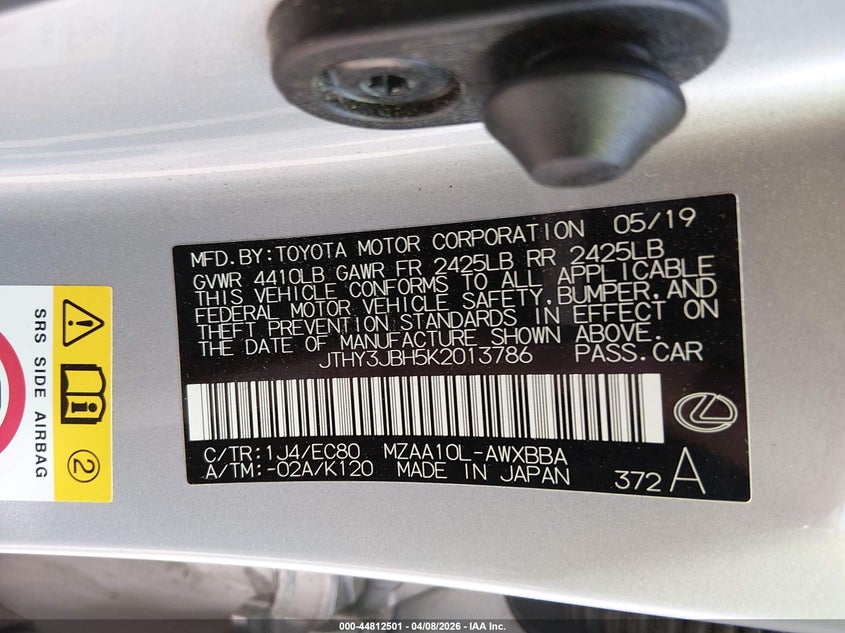 MFD.BY:TOYOTA MOTOR CORPORATION 05/19
GVWR 4410LB GAWR FR 2425LB RR 2425LB
THIS VEHICLE CONFORMS TO ALL APPLICABLE
FEDERAL MOTOR VEHICLE SAFETY,BUMPER,AND
THEFT PREVENTION STANDARDS IN EFFECT ON
THE DATE OF MANUFACTURE SHOWN ABOVE.
JTHY3JBH5K2013786 PASS.CAR
C/TR:1J4/EC80 MZAA10L-AWXBBA
A/TM:-02A/K120 MADE IN JAPAN 372 A
SRS SIDE AIRBAG
2
000-44812501 - 04/08/2026 - IAA Inc.